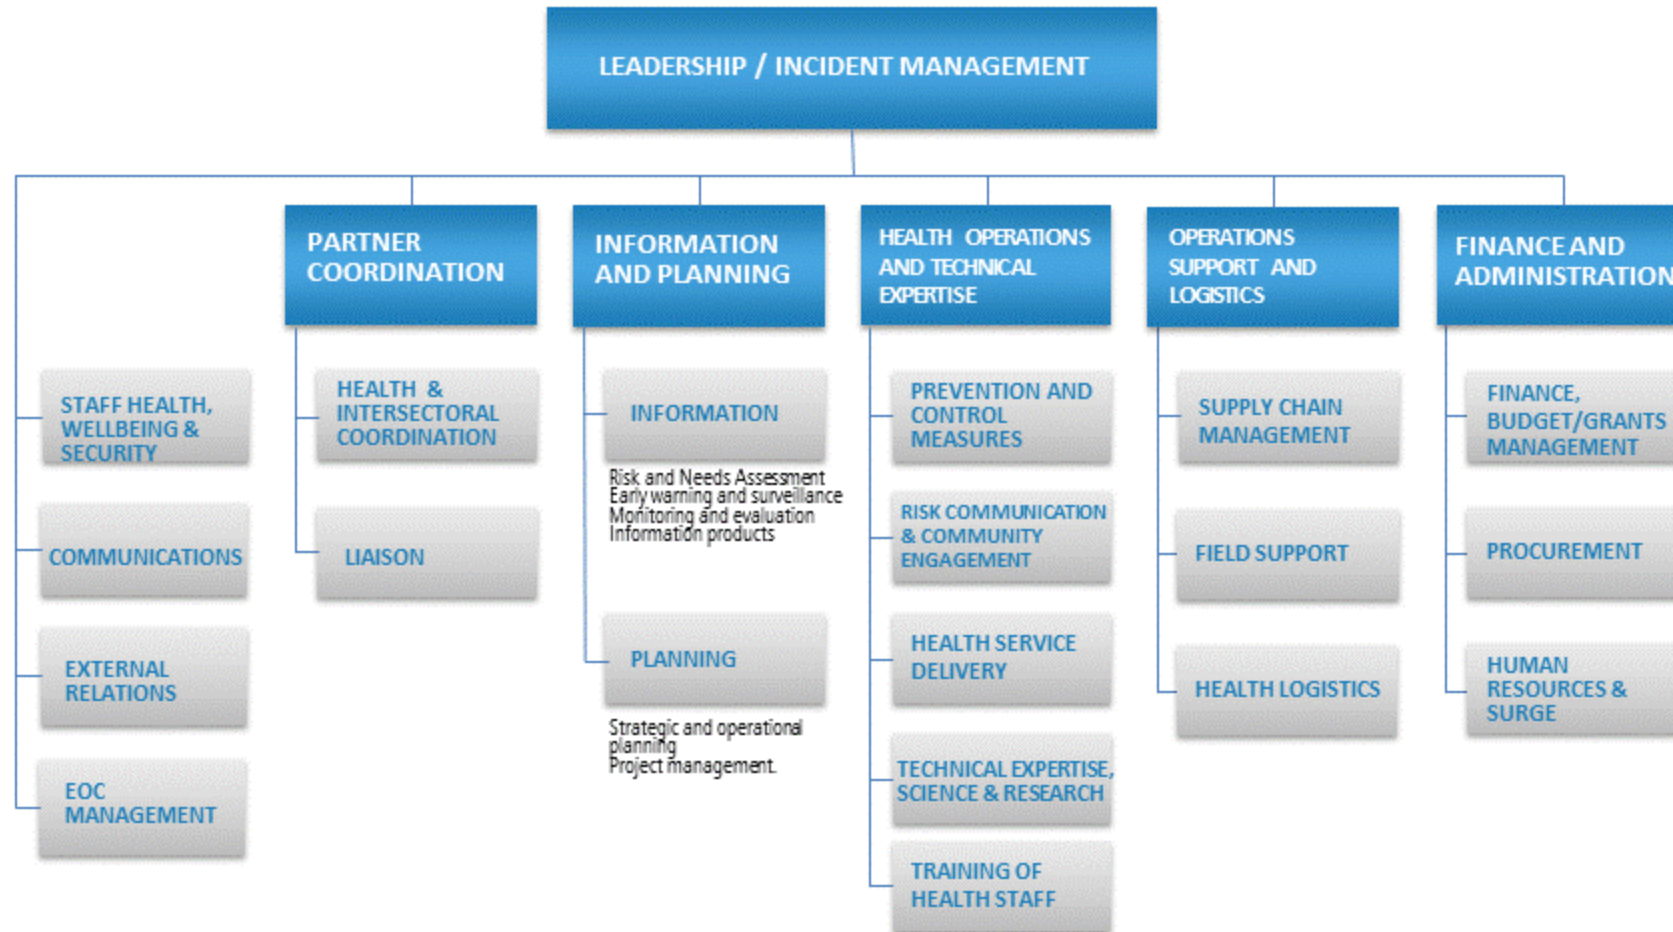 LEADERSHIP / INCIDENT MANAGEMENT
PARTNER
COORDINATION
INFORMATION
AND PLANNING
HEALTH OPERATIONS
AND TECHNICAL
EXPERTISE
OPERATIONS
SUPPORT AND
LOGISTICS
FINANCE AND
ADMINISTRATION
STAFF HEALTH,
WELLBEING &
SECURITY
COMMUNICATIONS
EXTERNAL
RELATIONS
EOC
MANAGEMENT
HEALTH &
INTERSECTORAL
COORDINATION
LIAISON
INFORMATION
Risk and Needs Assessment
Early warning and surveillance
Monitoring and evaluation
Information products
PLANNING
Strategic and operational
planning
Project management.
PREVENTION AND
CONTROL
MEASURES
RISK COMMUNICATION
& COMMUNITY
ENGAGEMENT
HEALTH SERVICE
DELIVERY
TECHNICAL EXPERTISE,
SCIENCE & RESEARCH
TRAINING OF
HEALTH STAFF
SUPPLY CHAIN
MANAGEMENT
FIELD SUPPORT
HEALTH LOGISTICS
FINANCE,
BUDGET/GRANTS
MANAGEMENT
PROCUREMENT
HUMAN
RESOURCES &
SURGE